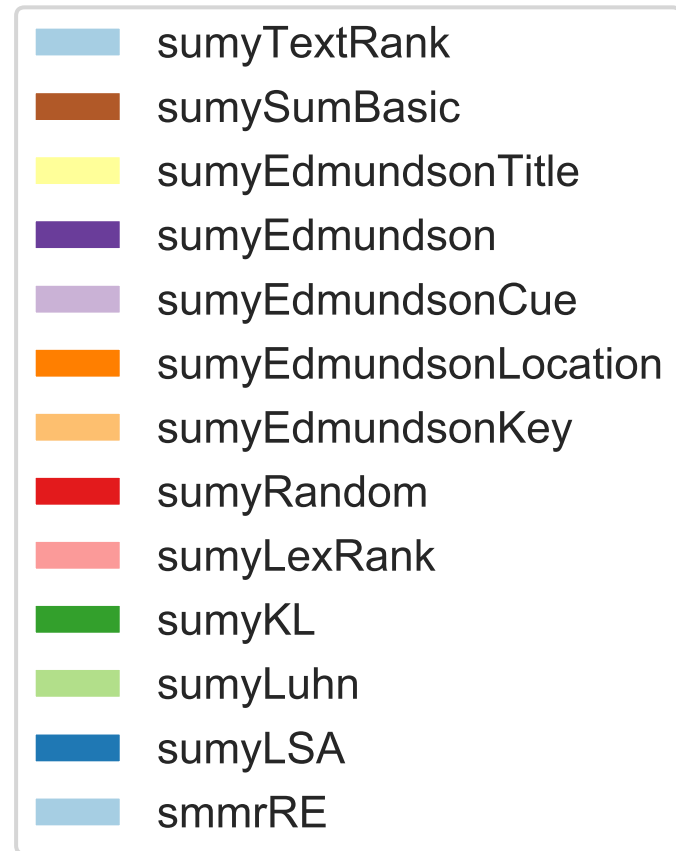 sumyTextRank
sumySumBasic
sumyEdmundsonTitle
sumyEdmundson
sumyEdmundsonCue
sumyEdmundsonLocation
sumyEdmundsonKey
sumyRandom
sumyLexRank
sumyKL
sumyLuhn
sumyLSA
smmrRE